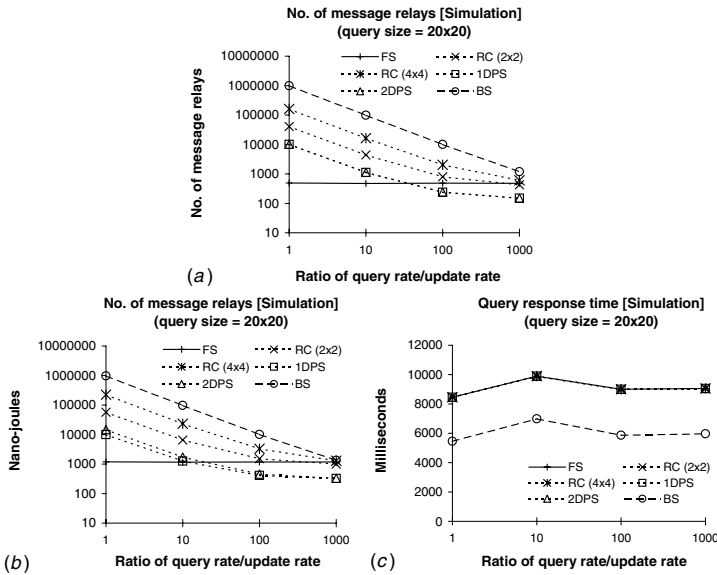 No. of message relays [Simulation]
(query size = 20x20)
FS
RC (2x2)
RC (4x4)
1DPS
2DPS
BS
No. of message relays
10000000
1000000
100000
10000
1000
100
10
1
10
100
1000
Ratio of query rate/update rate
(a)
No. of message relays [Simulation]
(query size = 20x20)
FS
RC (2x2)
RC (4x4)
1DPS
2DPS
BS
Nano-joules
10000000
1000000
100000
10000
1000
100
10
1
10
100
1000
Ratio of query rate/update rate
(b)
Query response time [Simulation]
(query size = 20x20)
Milliseconds
12000
10000
8000
6000
4000
2000
0
FS
RC (2x2)
RC (4x4)
1DPS
2DPS
BS
1
10
100
1000
Ratio of query rate/update rate
(c)